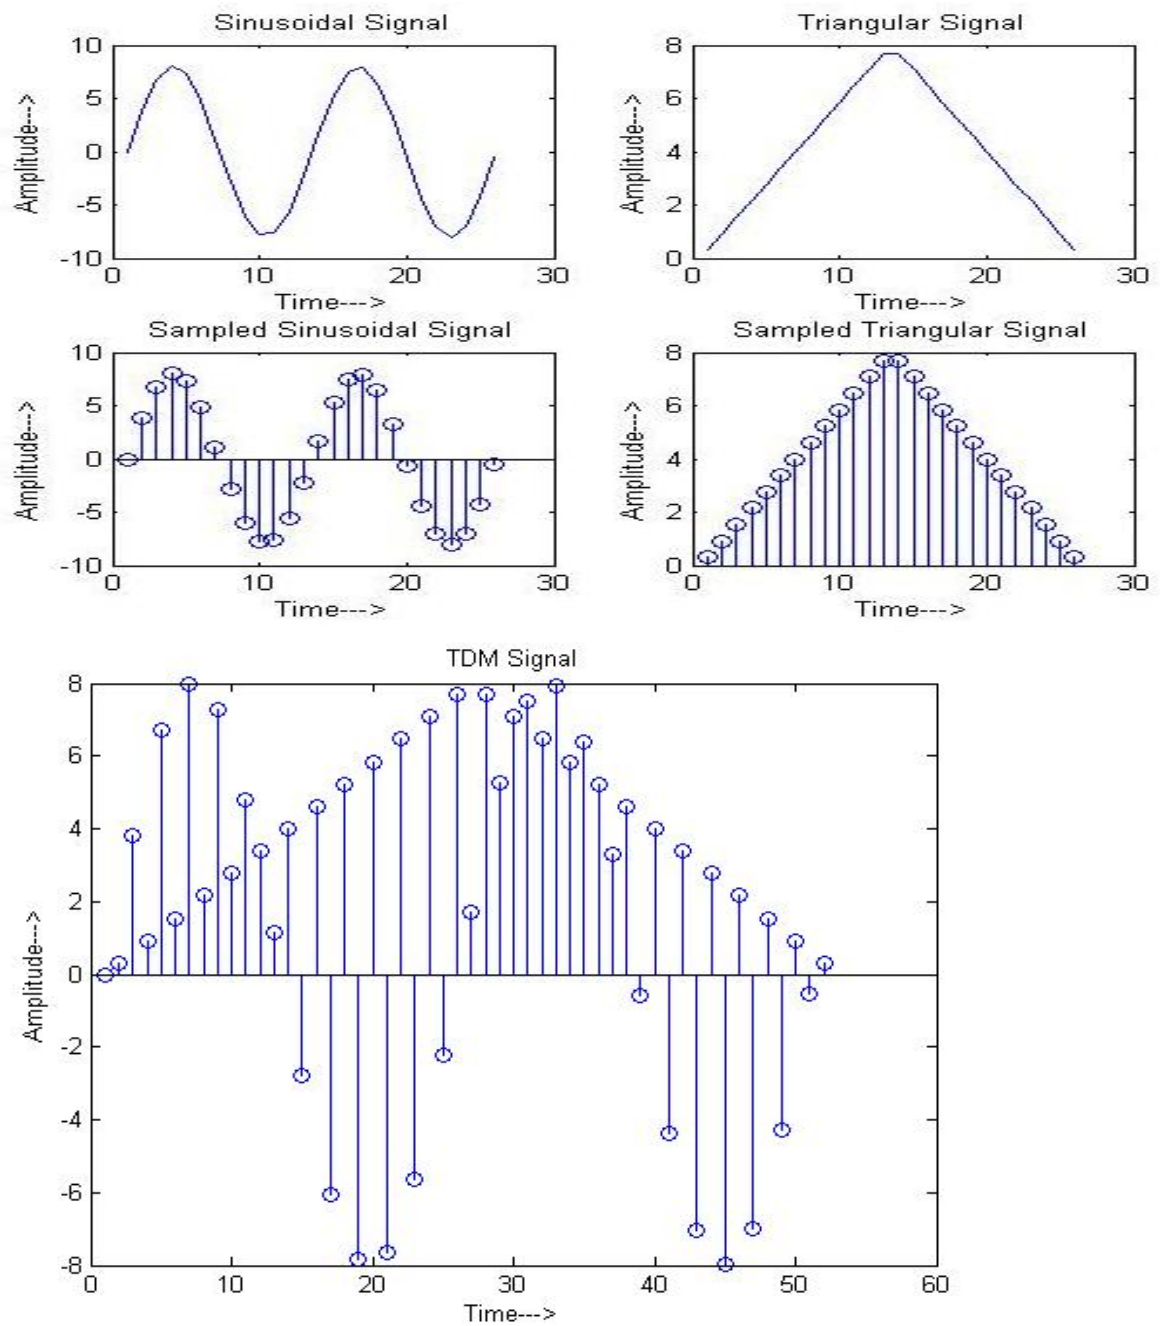 Sinusoidal Signal
10
5
0
-5
-10
Amplitude--->
0 10 20 30
Time--->
Triangular Signal
8
6
4
2
0
Amplitude--->
0 10 20 30
Time--->
Sampled Sinusoidal Signal
10
5
0
-5
-10
Amplitude--->
0 10 20 30
Time--->
Sampled Triangular Signal
8
6
4
2
0
Amplitude--->
0 10 20 30
Time--->
TDM Signal
8
6
4
2
0
-2
-4
-6
-8
Amplitude--->
0 10 20 30 40 50 60
Time--->